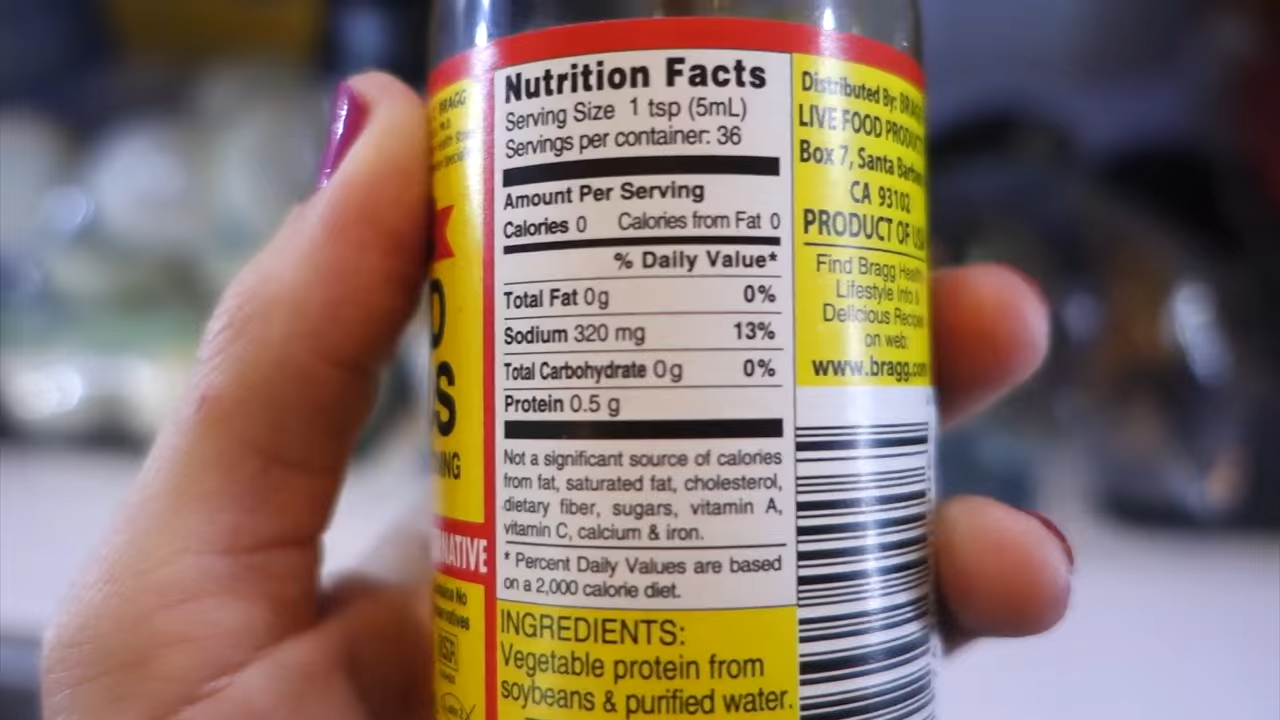 BRAGG
D
S
NATIVE
Nutrition Facts
Serving Size 1 tsp (5mL)
Servings per container: 36
Amount Per Serving
Calories 0 Calories from Fat 0
% Daily Value*
Total Fat 0g 0%
Sodium 320 mg 13%
Total Carbohydrate 0g 0%
Protein 0.5 g
Not a significant source of calories
from fat, saturated fat, cholesterol,
dietary fiber, sugars, vitamin A,
vitamin C, calcium & iron.
* Percent Daily Values are based
on a 2,000 calorie diet.
INGREDIENTS:
Vegetable protein from
soybeans & purified water.
Distributed By: BRAG
LIVE FOOD PRODUCT
Box 7, Santa Barba
CA 93102
PRODUCT OF US
Find Bragg Health
Lifestyle Info &
Delicious Recipe
on web:
www.bragg.com